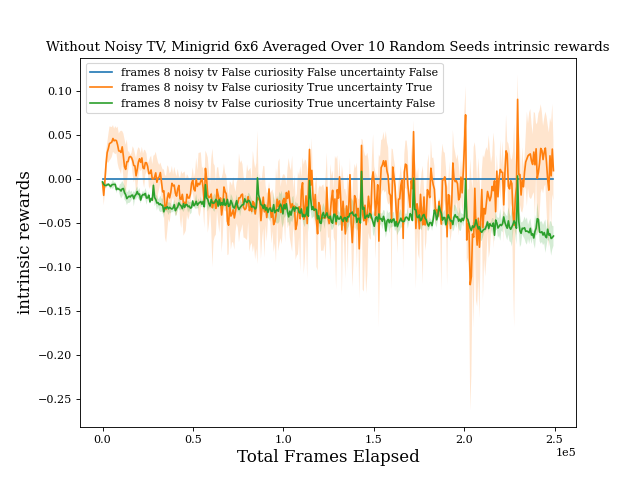 Without Noisy TV, Minigrid 6x6 Averaged Over 10 Random Seeds intrinsic rewards
frames 8 noisy tv False curiosity False uncertainty False
frames 8 noisy tv False curiosity True uncertainty True
frames 8 noisy tv False curiosity True uncertainty False
intrinsic rewards
0.10
0.05
0.00
−0.05
−0.10
−0.15
−0.20
−0.25
0.0 0.5 1.0 1.5 2.0 2.5
1e5
Total Frames Elapsed